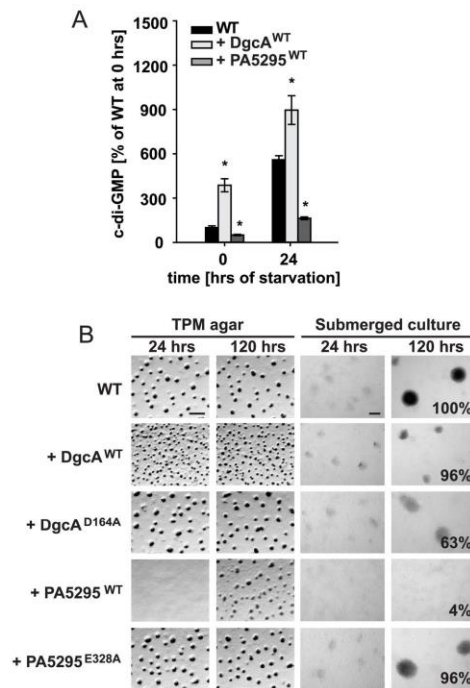 A
WT
+ DgcA^WT
+ PA5295^WT
1500
1200
900
600
300
0
c-di-GMP [% of WT at 0 hrs]
*
*
*
*
0 24
time [hrs of starvation]
B
TPM agar Submerged culture
24 hrs 120 hrs 24 hrs 120 hrs
WT 100%
+ DgcA^WT 96%
+ DgcA^D164A 63%
+ PA5295^WT 4%
+ PA5295^E328A 96%